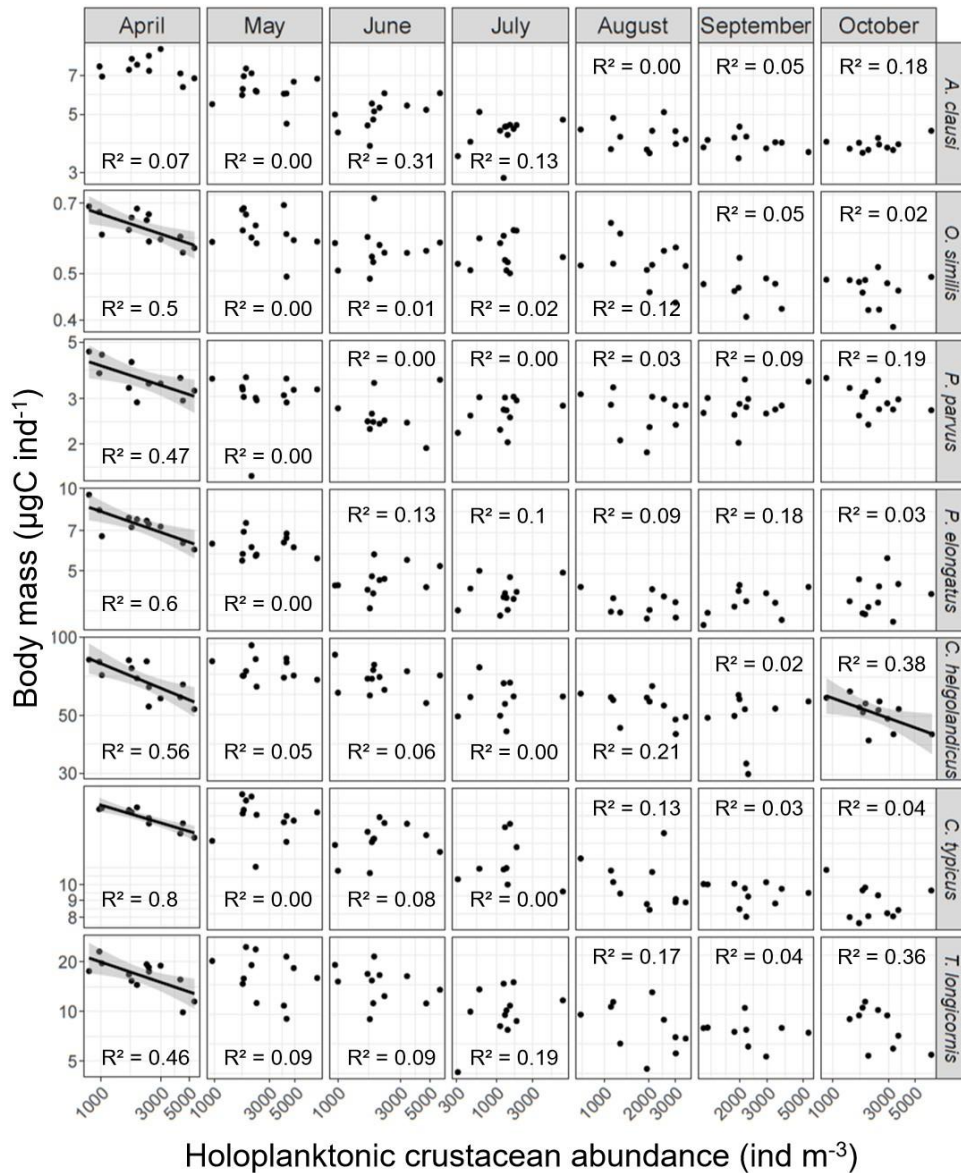 April May June July August September October
7
5
3
R² = 0.07 R² = 0.00 R² = 0.31 R² = 0.13 R² = 0.00 R² = 0.05 R² = 0.18
A. clausi
0.7
0.5
0.4
R² = 0.5 R² = 0.00 R² = 0.01 R² = 0.02 R² = 0.12 R² = 0.05 R² = 0.02
O. similis
5
3
2
R² = 0.47 R² = 0.00 R² = 0.00 R² = 0.00 R² = 0.03 R² = 0.09 R² = 0.19
P. parvus
Body mass (µgC ind⁻¹)
10
7
5
R² = 0.6 R² = 0.00 R² = 0.13 R² = 0.1 R² = 0.09 R² = 0.18 R² = 0.03
P. elongatus
100
50
30
R² = 0.56 R² = 0.05 R² = 0.06 R² = 0.00 R² = 0.21 R² = 0.02 R² = 0.38
C. helgolandicus
10
9
8
R² = 0.8 R² = 0.00 R² = 0.08 R² = 0.00 R² = 0.13 R² = 0.03 R² = 0.04
C. typicus
20
10
5
R² = 0.46 R² = 0.09 R² = 0.09 R² = 0.19 R² = 0.17 R² = 0.04 R² = 0.36
T. longicornis
1000 3000 5000 1000 3000 5000 1000 3000 5000 300 1000 3000 1000 2000 3000 1000 2000 3000 5000 1000 3000 5000
Holoplanktonic crustacean abundance (ind m⁻³)